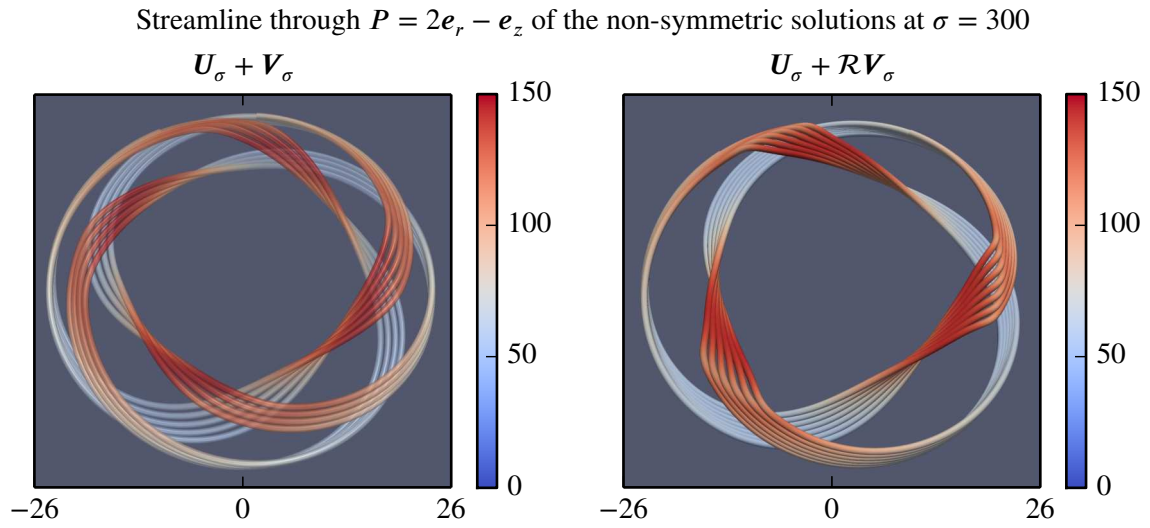 Streamline through P = 2e_r − e_z of the non-symmetric solutions at σ = 300
U_σ + V_σ
U_σ + ℛV_σ
150
100
50
0
150
100
50
0
−26 0 26
−26 0 26